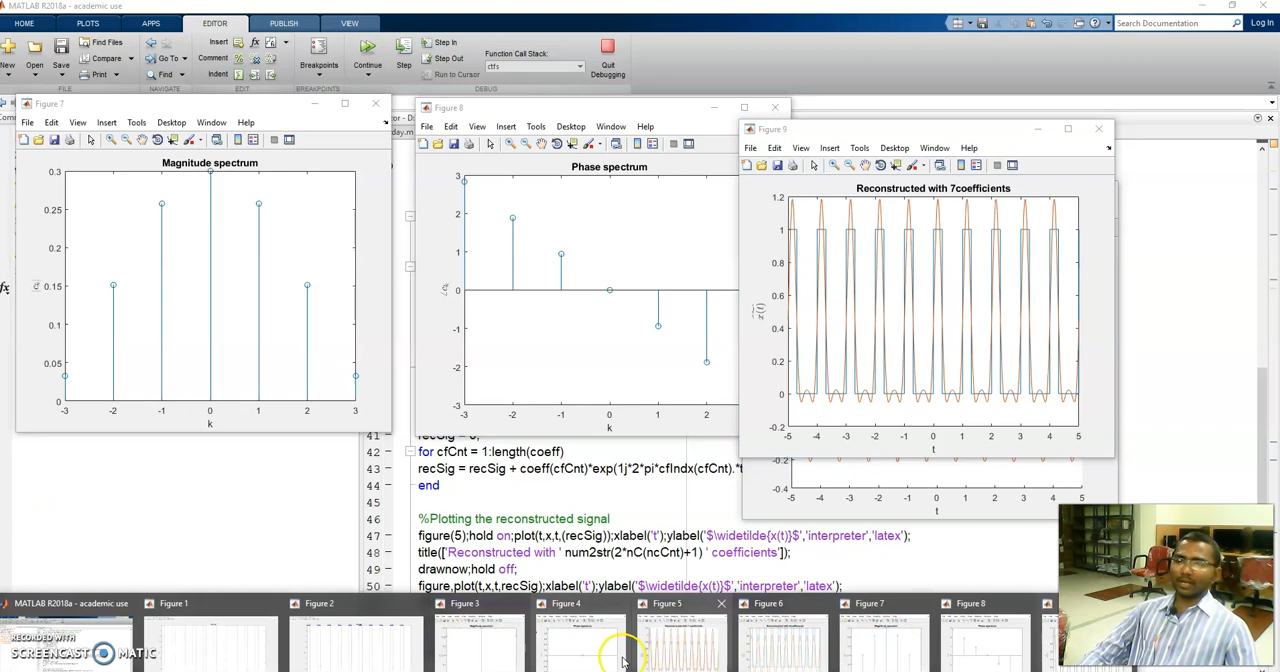 MATLAB R2018a - academic use
HOME PLOTS APPS EDITOR PUBLISH VIEW
Search Documentation
Log In
New Open Save
Find Files
Compare
Print
FILE
Go To
Find
NAVIGATE
Insert
Comment
Indent
EDIT
Breakpoints
BREAKPOINTS
Continue
Step
Step In
Step Out
Run to Cursor
Function Call Stack:
ctfs
DEBUG
Quit
Debugging
Figure 7
File Edit View Insert Tools
Desktop Window Help
Magnitude spectrum
0.3
0.25
0.2
0.15
0.1
0.05
0
-3 -2 -1 0 1 2 3
k
Figure 8
File Edit View Insert Tools Desktop Window Help
Phase spectrum
3
2
1
0
-1
-2
-3
-3 -2 -1 0 1 2
k
Figure 9
File Edit View Insert Tools
Desktop Window Help
Reconstructed with 7coefficients
1.2
1
0.8
0.6
0.4
0.2
0
-0.2
-5 -4 -3 -2 -1 0 1 2 3 4 5
t
x(t)
-0.2
-0.4
-5 -4 -3 -2 -1 0 1 2 3 4 5
t
fx
day.m
41 recSig = 0;
42 for cfCnt = 1:length(coeff)
43 recSig = recSig + coeff(cfCnt)*exp(1j*2*pi*cfIndx(cfCnt).*t
44 end
45
46 %Plotting the reconstructed signal
47 figure(5);hold on;plot(t,x,t,(recSig));xlabel('t');ylabel('$\widetilde{x(t)}$','interpreter','latex');
48 title(['Reconstructed with ' num2str(2*nC(ncCnt)+1) ' coefficients']);
49 drawnow;hold off;
50 figure,plot(t,x,t,recSig);xlabel('t');ylabel('$\widetilde{x(t)}$','interpreter','latex');
MATLAB R2018a - academic use
Figure 1
Figure 2
Figure 3
Figure 4
Figure 5
Figure 6
Figure 7
Figure 8
RECORDED WITH
SCREENCAST MATIC